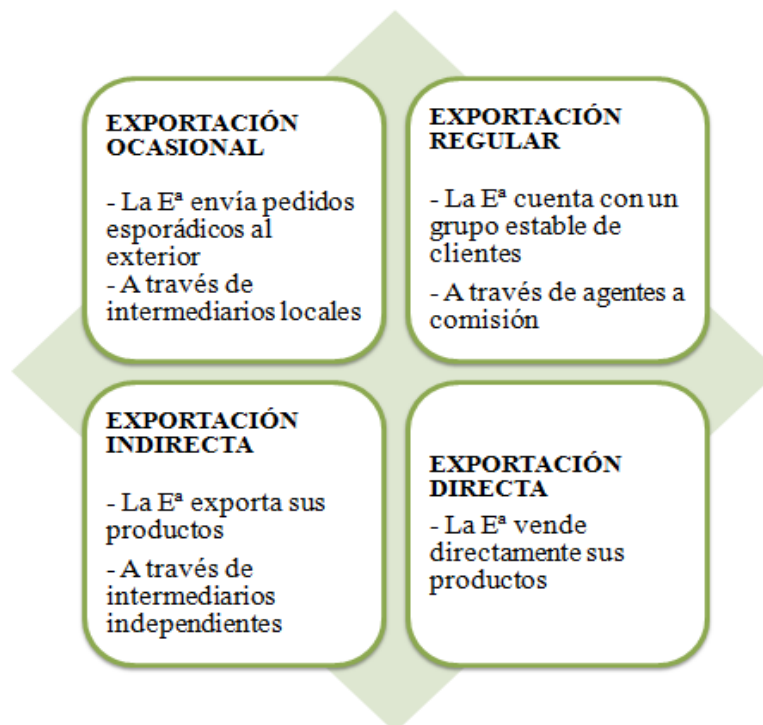 EXPORTACIÓN
OCASIONAL
- La Eª envía pedidos
esporádicos al
exterior
- A través de
intermediarios locales
EXPORTACIÓN
REGULAR
- La Eª cuenta con un
grupo estable de
clientes
- A través de agentes a
comisión
EXPORTACIÓN
INDIRECTA
- La Eª exporta sus
productos
- A través de
intermediarios
independientes
EXPORTACIÓN
DIRECTA
- La Eª vende
directamente sus
productos